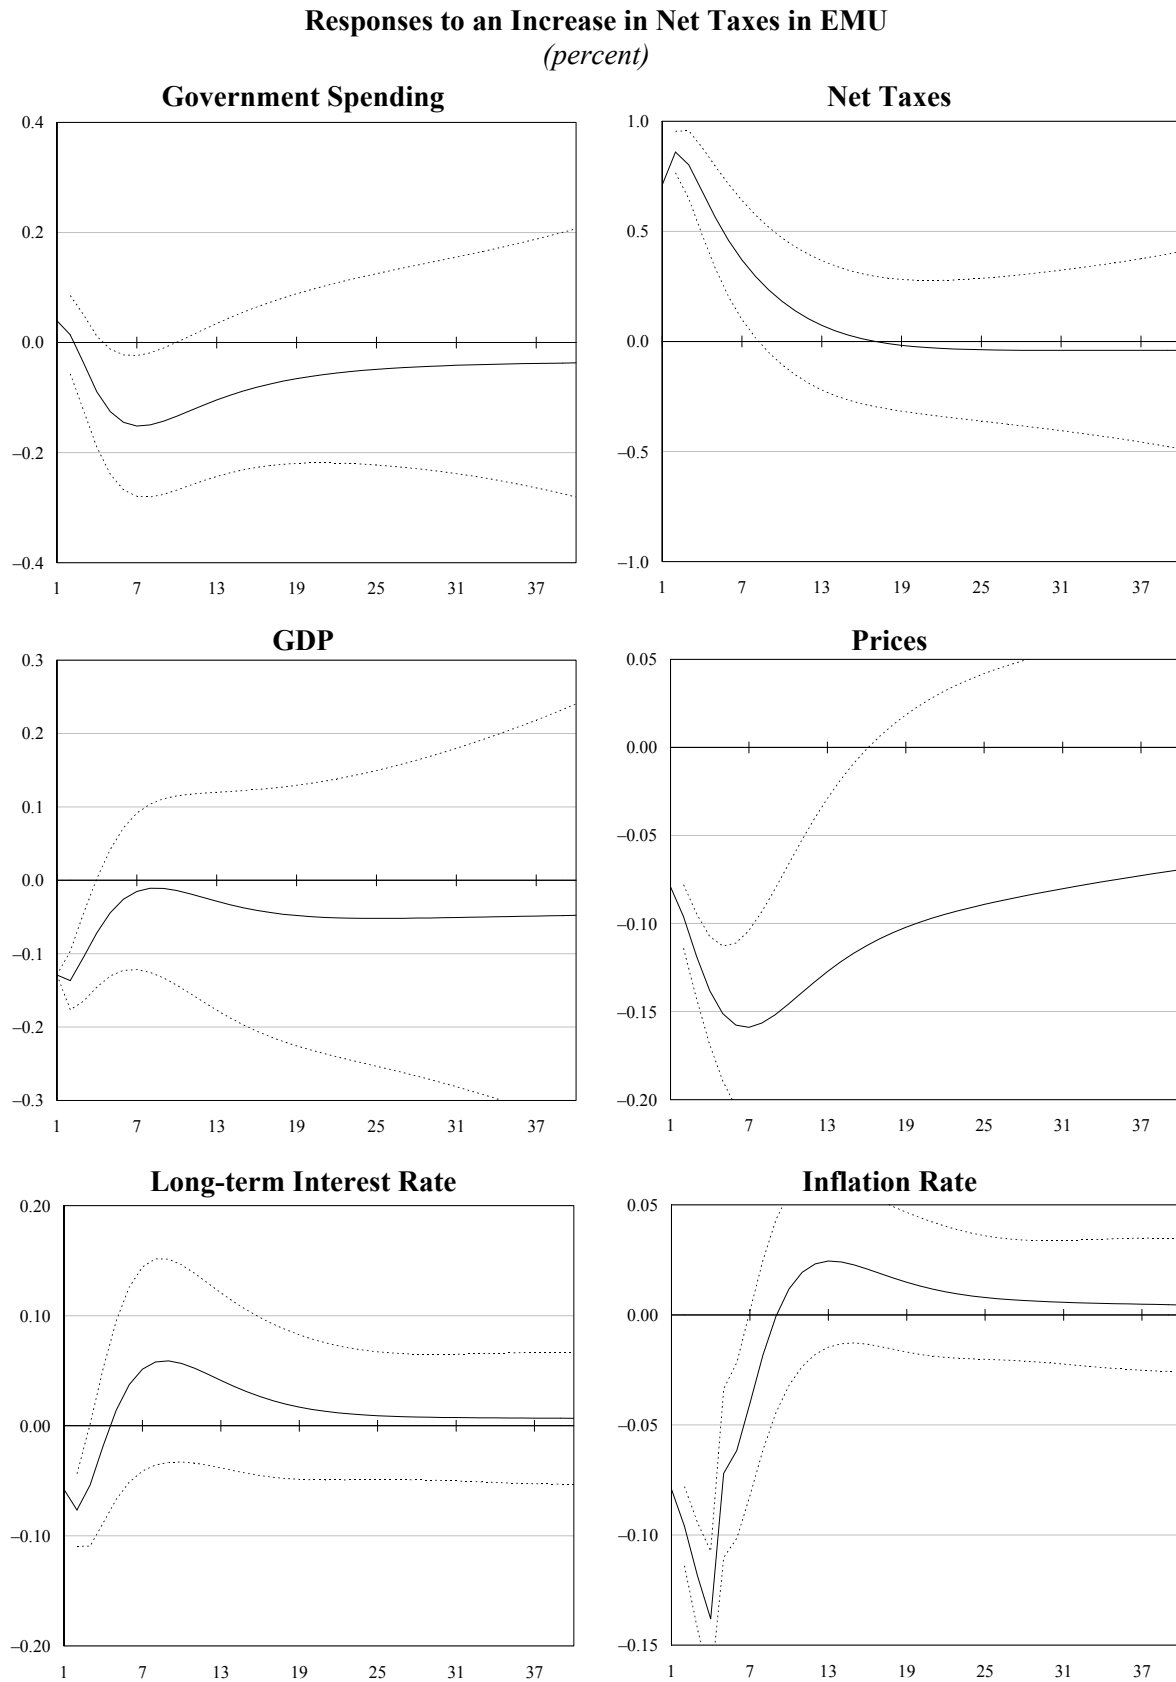 Responses to an Increase in Net Taxes in EMU
(percent)
Government Spending
0.4
0.2
0.0
–0.2
–0.4
1 7 13 19 25 31 37
Net Taxes
1.0
0.5
0.0
–0.5
–1.0
1 7 13 19 25 31 37
GDP
0.3
0.2
0.1
0.0
–0.1
–0.2
–0.3
1 7 13 19 25 31 37
Prices
0.05
0.00
–0.05
–0.10
–0.15
–0.20
1 7 13 19 25 31 37
Long-term Interest Rate
0.20
0.10
0.00
–0.10
–0.20
1 7 13 19 25 31 37
Inflation Rate
0.05
0.00
–0.05
–0.10
–0.15
1 7 13 19 25 31 37